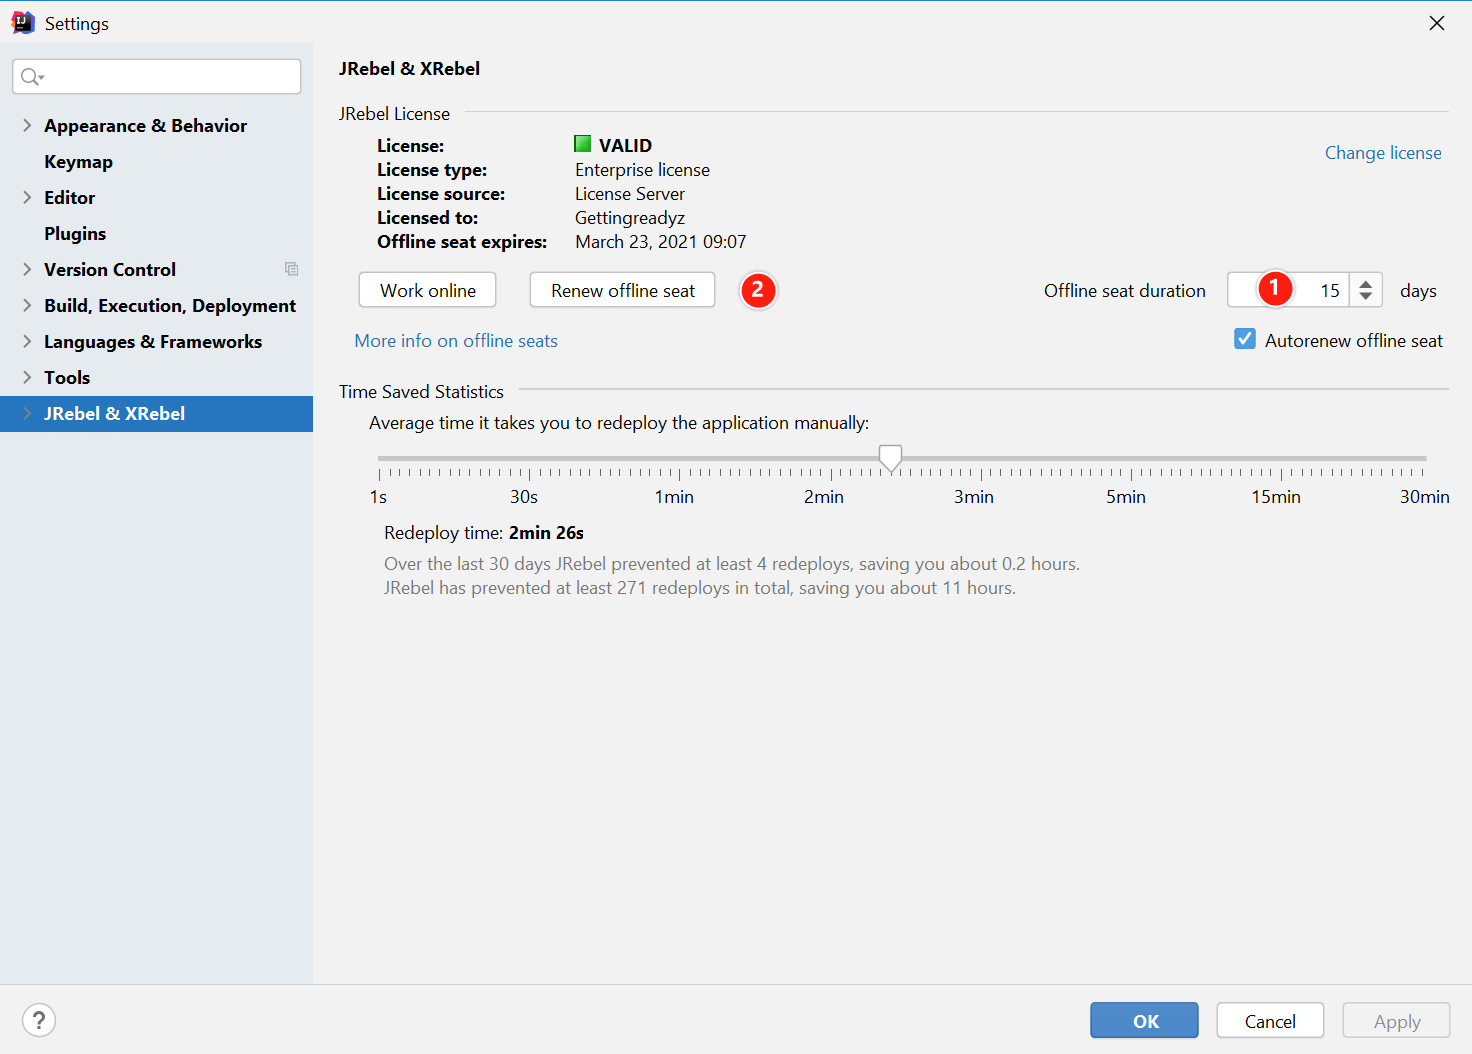 Settings
Appearance & Behavior
Keymap
Editor
Plugins
Version Control
Build, Execution, Deployment
Languages & Frameworks
Tools
JRebel & XRebel
JRebel & XRebel
JRebel License
License: VALID
Change license
License type: Enterprise license
License source: License Server
Licensed to: Gettingreadyz
Offline seat expires: March 23, 2021 09:07
Work online Renew offline seat 2 Offline seat duration 1 15 days
More info on offline seats Autorenew offline seat
Time Saved Statistics
Average time it takes you to redeploy the application manually:
1s 30s 1min 2min 3min 5min 15min 30min
Redeploy time: 2min 26s
Over the last 30 days JRebel prevented at least 4 redeploys, saving you about 0.2 hours.
JRebel has prevented at least 271 redeploys in total, saving you about 11 hours.
? OK Cancel Apply